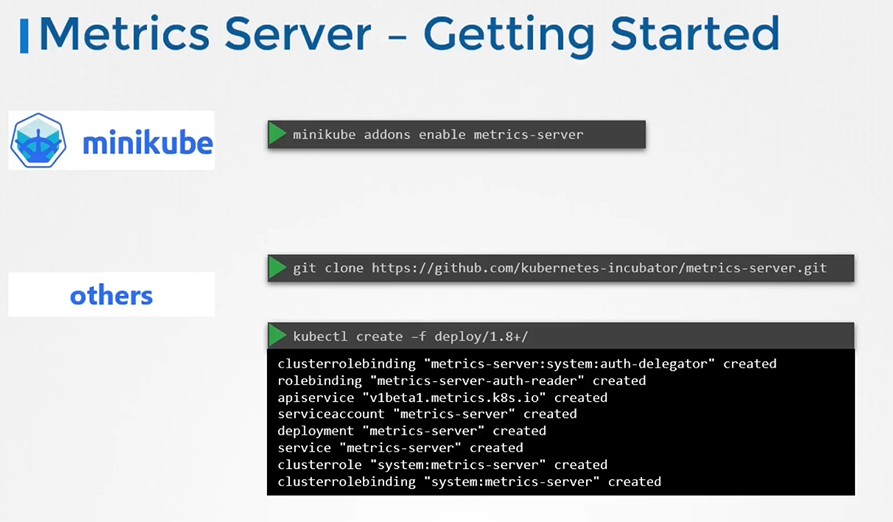 Metrics Server – Getting Started
minikube
minikube addons enable metrics-server
git clone https://github.com/kubernetes-incubator/metrics-server.git
others
kubectl create –f deploy/1.8+/
clusterrolebinding "metrics-server:system:auth-delegator" created
rolebinding "metrics-server-auth-reader" created
apiservice "v1beta1.metrics.k8s.io" created
serviceaccount "metrics-server" created
deployment "metrics-server" created
service "metrics-server" created
clusterrole "system:metrics-server" created
clusterrolebinding "system:metrics-server" created